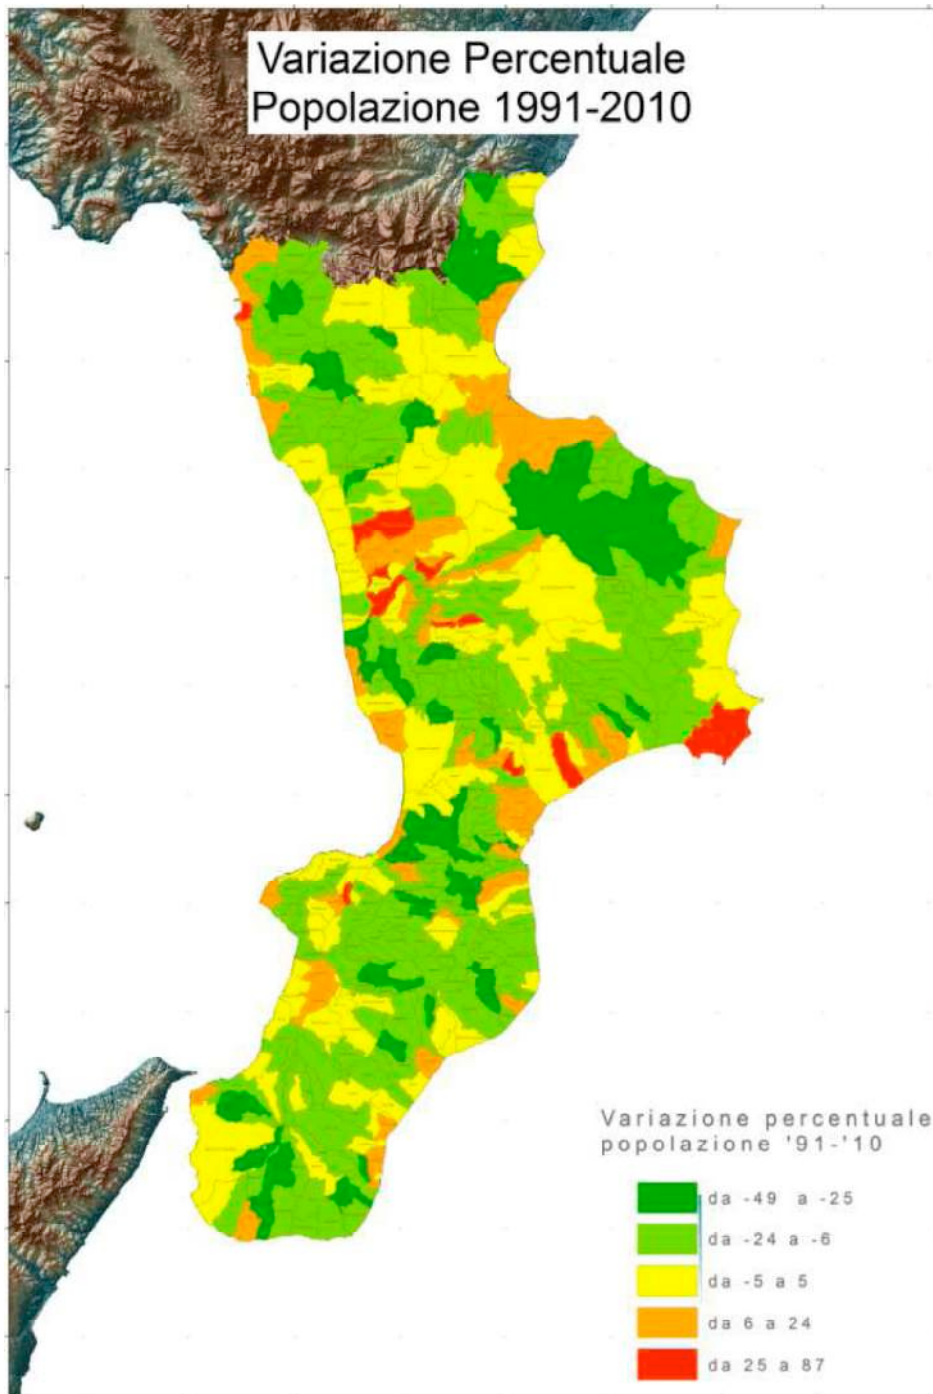 Variazione Percentuale
Popolazione 1991-2010
Variazione percentuale
popolazione '91-'10
da -49 a -25
da -24 a -6
da -5 a 5
da 6 a 24
da 25 a 87